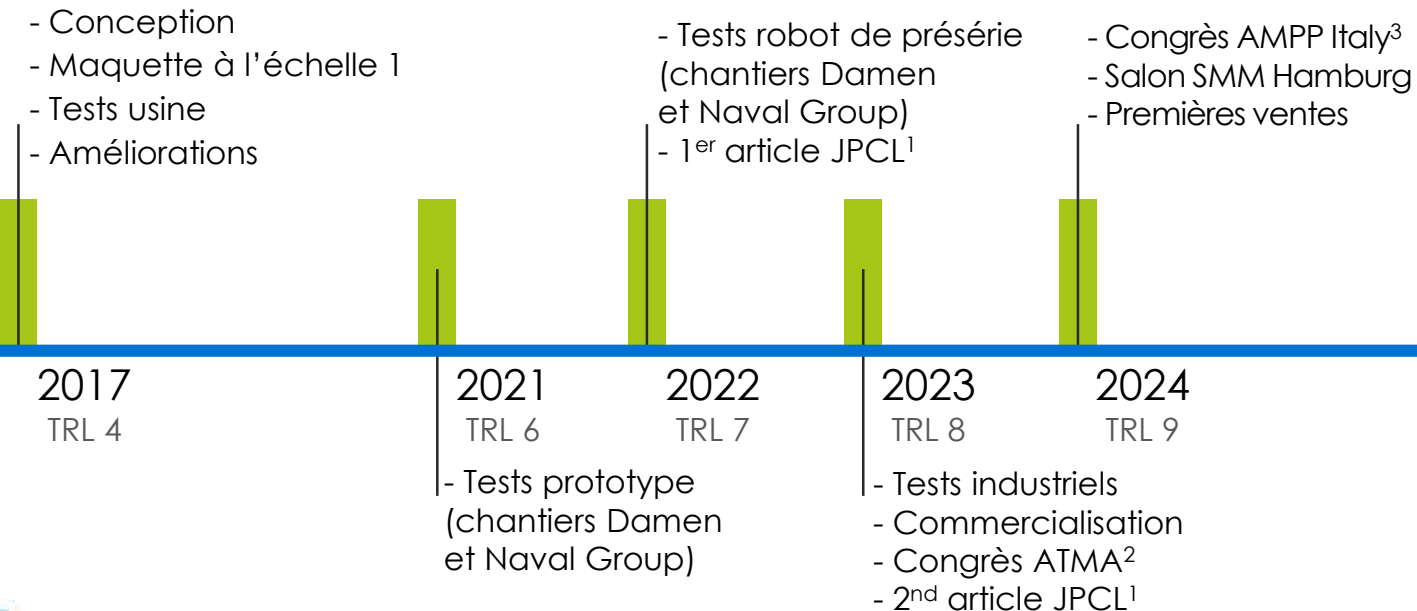 - Conception
- Maquette à l'échelle 1
- Tests usine
- Améliorations
- Tests robot de présérie
(chantiers Damen
et Naval Group)
- 1er article JPCL1
- Congrès AMPP Italy3
- Salon SMM Hamburg
- Premières ventes
2017
TRL 4
2021
TRL 6
2022
TRL 7
2023
TRL 8
2024
TRL 9
- Tests prototype
(chantiers Damen
et Naval Group)
- Tests industriels
- Commercialisation
- Congrès ATMA2
- 2nd article JPCL1